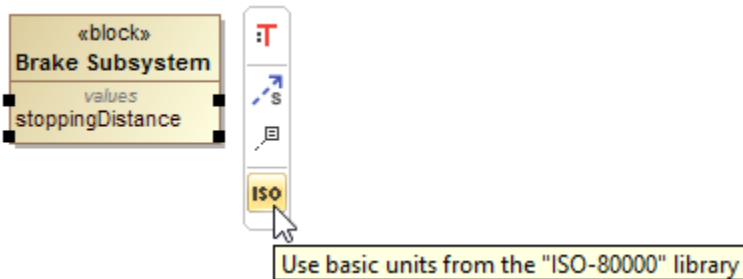 «block»
Brake Subsystem
values
stoppingDistance
:T
S
ISO
Use basic units from the "ISO-80000" library